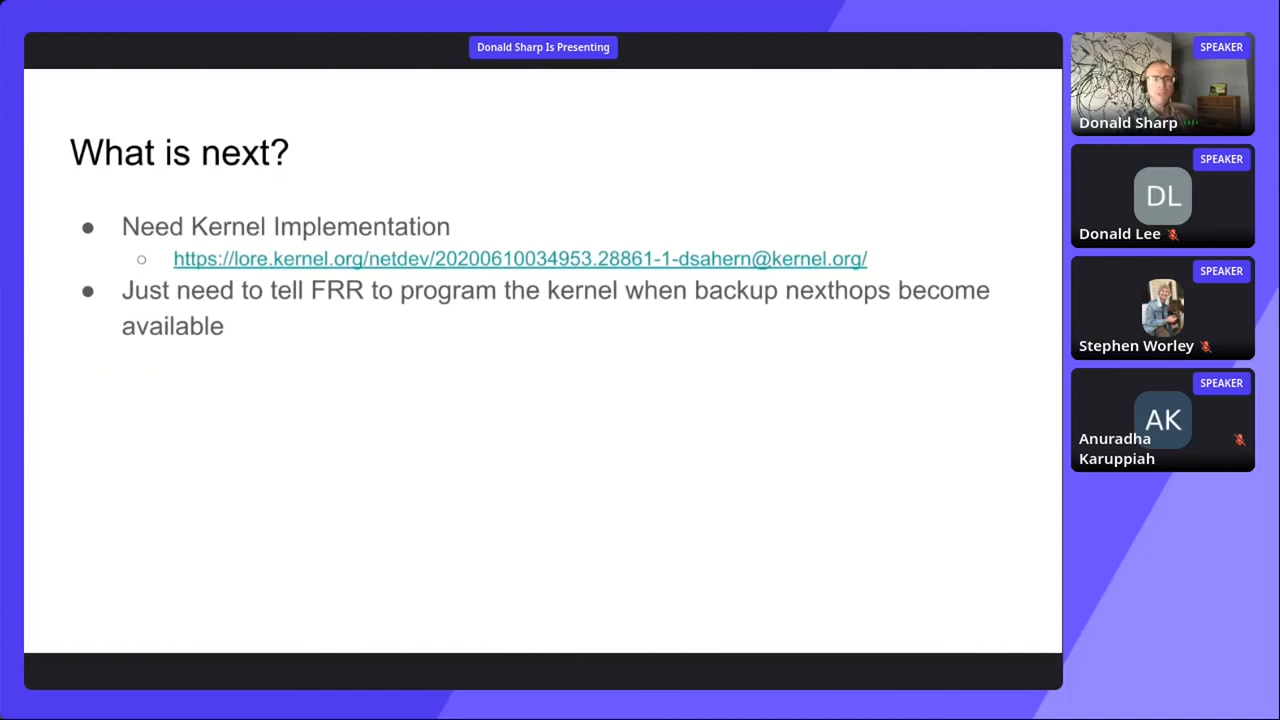 Donald Sharp Is Presenting
What is next?
● Need Kernel Implementation
○ https://lore.kernel.org/netdev/20200610034953.28861-1-dsahern@kernel.org/
● Just need to tell FRR to program the kernel when backup nexthops become
available
SPEAKER
Donald Sharp
SPEAKER
DL
Donald Lee
SPEAKER
Stephen Worley
SPEAKER
AK
Anuradha
Karuppiah